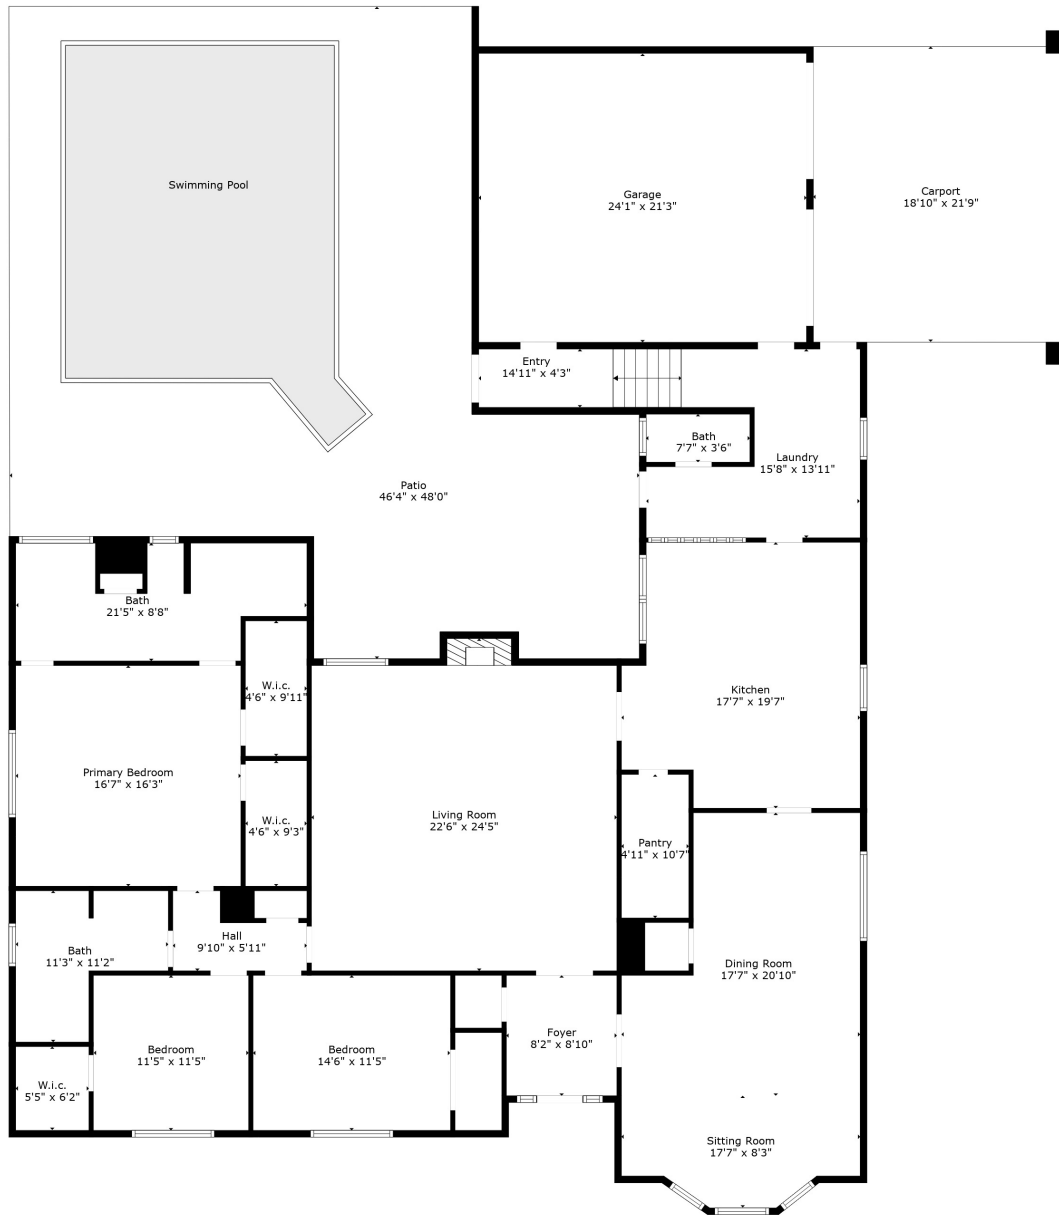 Swimming Pool
Garage
24'1" x 21'3"
Carport
18'10" x 21'9"
Entry
14'11" x 4'3"
Bath
7'7" x 3'6"
Laundry
15'8" x 13'11"
Patio
46'4" x 48'0"
Bath
21'5" x 8'8"
W.i.c.
4'6" x 9'11"
Kitchen
17'7" x 19'7"
Primary Bedroom
16'7" x 16'3"
W.i.c.
4'6" x 9'3"
Living Room
22'6" x 24'5"
Pantry
4'11" x 10'7"
Hall
9'10" x 5'11"
Bath
11'3" x 11'2"
Dining Room
17'7" x 20'10"
Foyer
8'2" x 8'10"
Bedroom
11'5" x 11'5"
Bedroom
14'6" x 11'5"
W.i.c.
5'5" x 6'2"
Sitting Room
17'7" x 8'3"